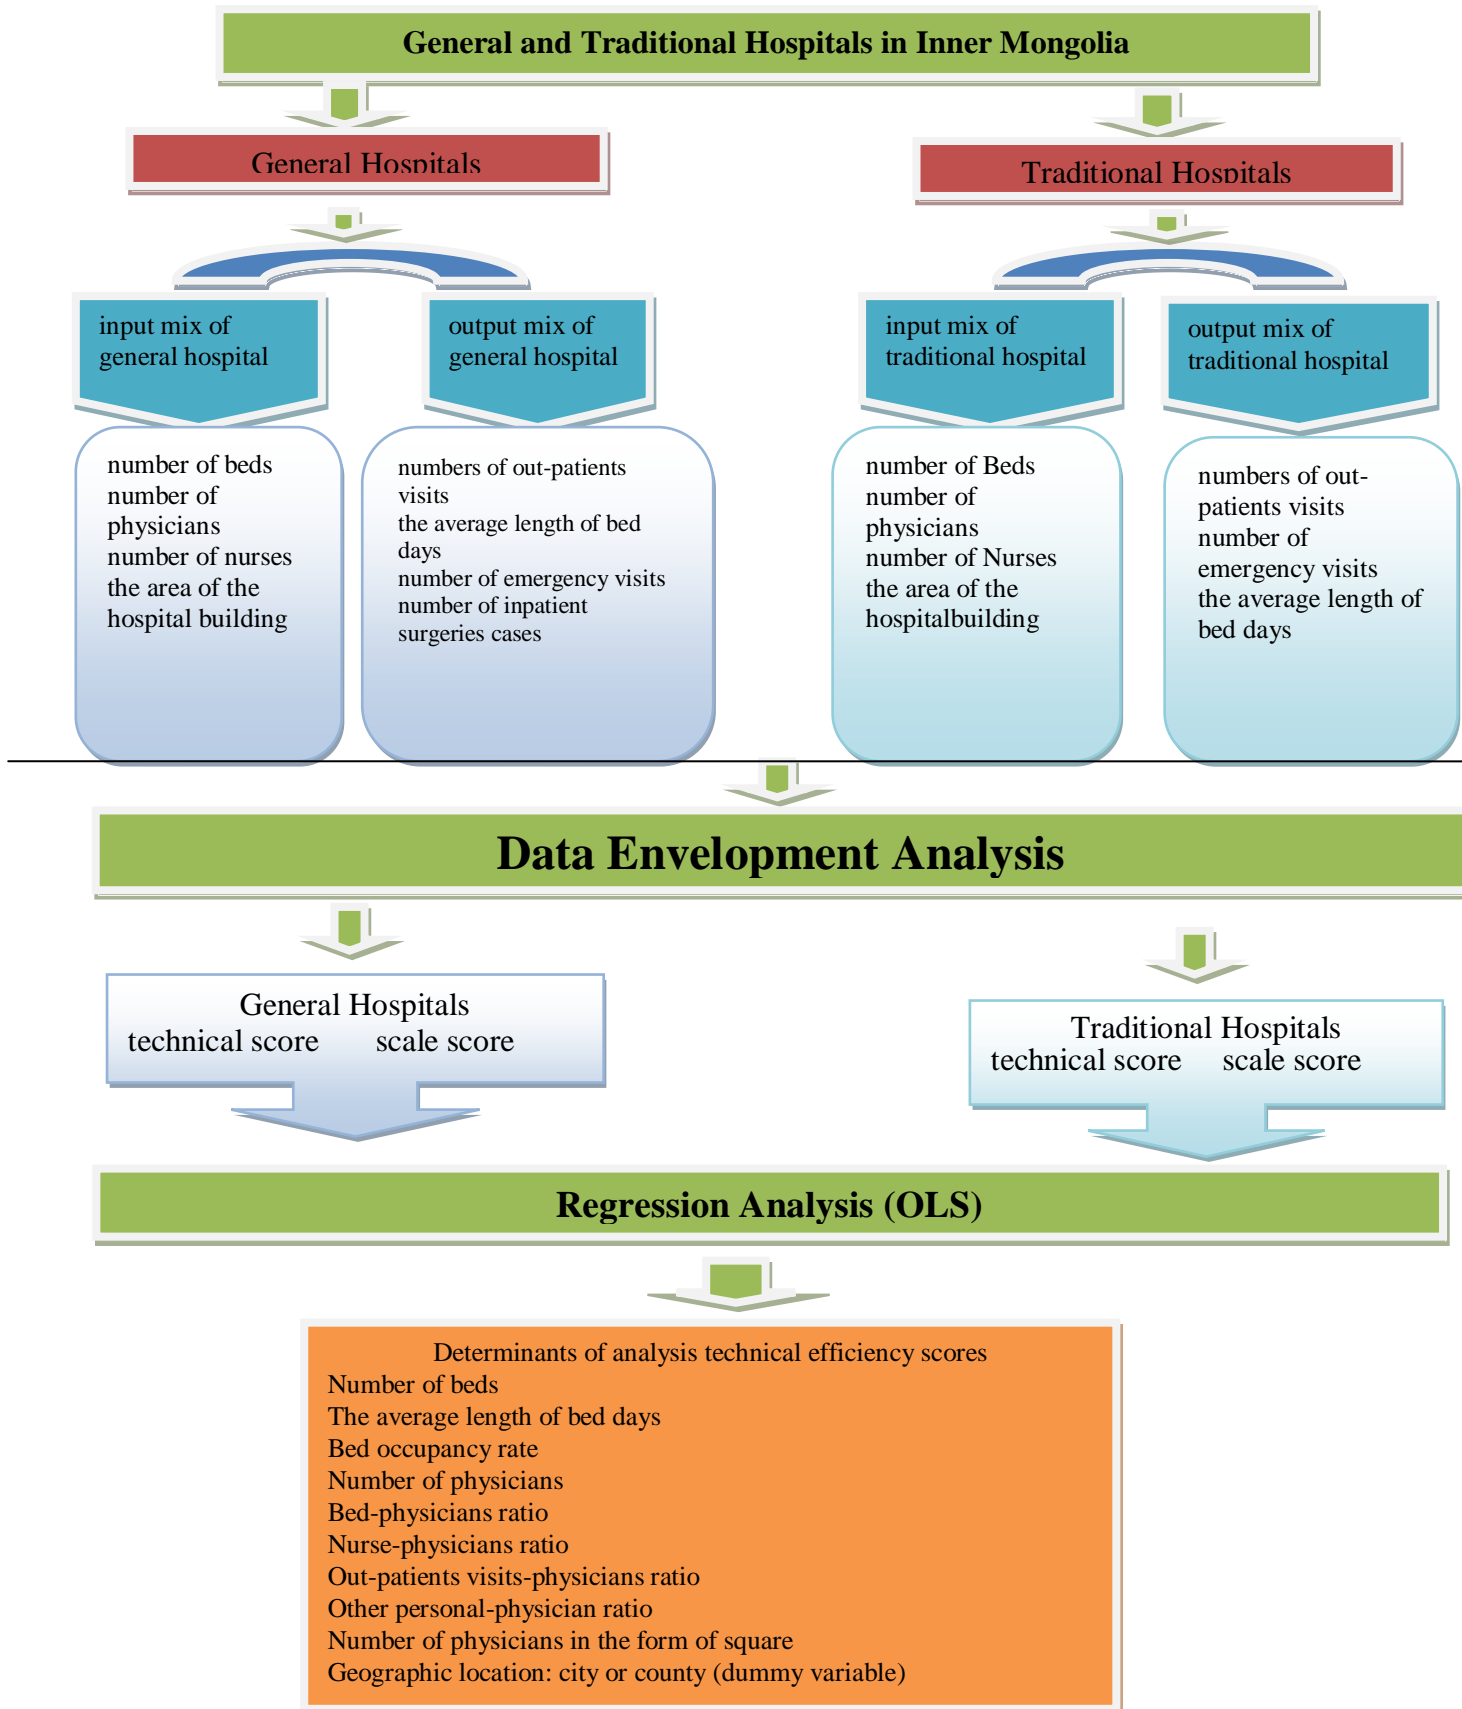 General and Traditional Hospitals in Inner Mongolia
General Hospitals
Traditional Hospitals
input mix of
general hospital
output mix of
general hospital
input mix of
traditional hospital
output mix of
traditional hospital
number of beds
number of
physicians
number of nurses
the area of the
hospital building
numbers of out-patients
visits
the average length of bed
days
number of emergency visits
number of inpatient
surgeries cases
number of Beds
number of
physicians
number of Nurses
the area of the
hospitalbuilding
numbers of out-
patients visits
number of
emergency visits
the average length of
bed days
Data Envelopment Analysis
General Hospitals
technical score scale score
Traditional Hospitals
technical score scale score
Regression Analysis (OLS)
Determinants of analysis technical efficiency scores
Number of beds
The average length of bed days
Bed occupancy rate
Number of physicians
Bed-physicians ratio
Nurse-physicians ratio
Out-patients visits-physicians ratio
Other personal-physician ratio
Number of physicians in the form of square
Geographic location: city or county (dummy variable)